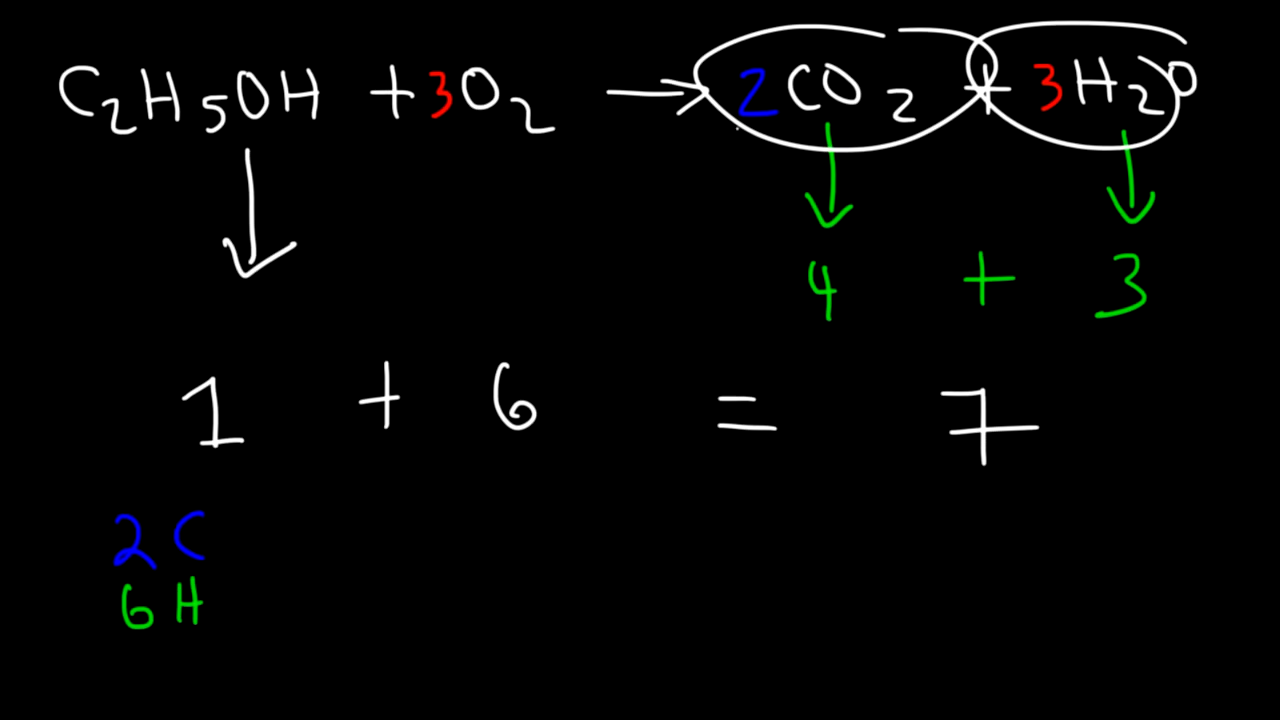 C₂H₅OH + 3O₂ → 2CO₂ + 3H₂O
4 + 3
1 + 6 = 7
2C
6H